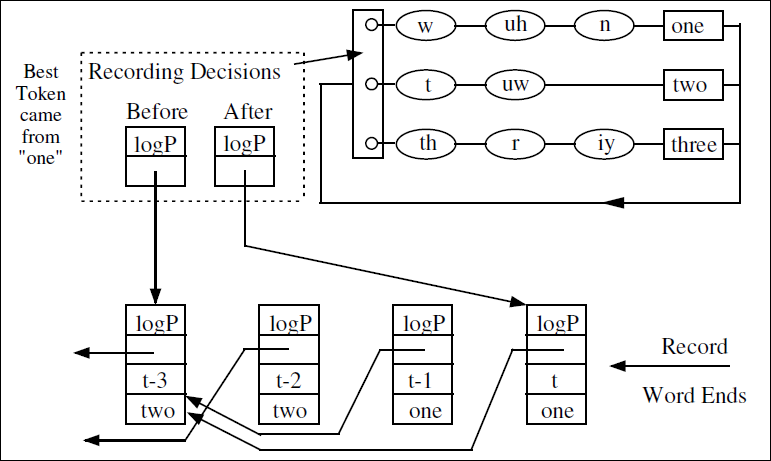 w uh n one
Best Token came from "one"
Recording Decisions
t uw two
Before After
logP logP
th r iy three
logP logP logP logP
Record
t-3 t-2 t-1 t
two two one one
Word Ends